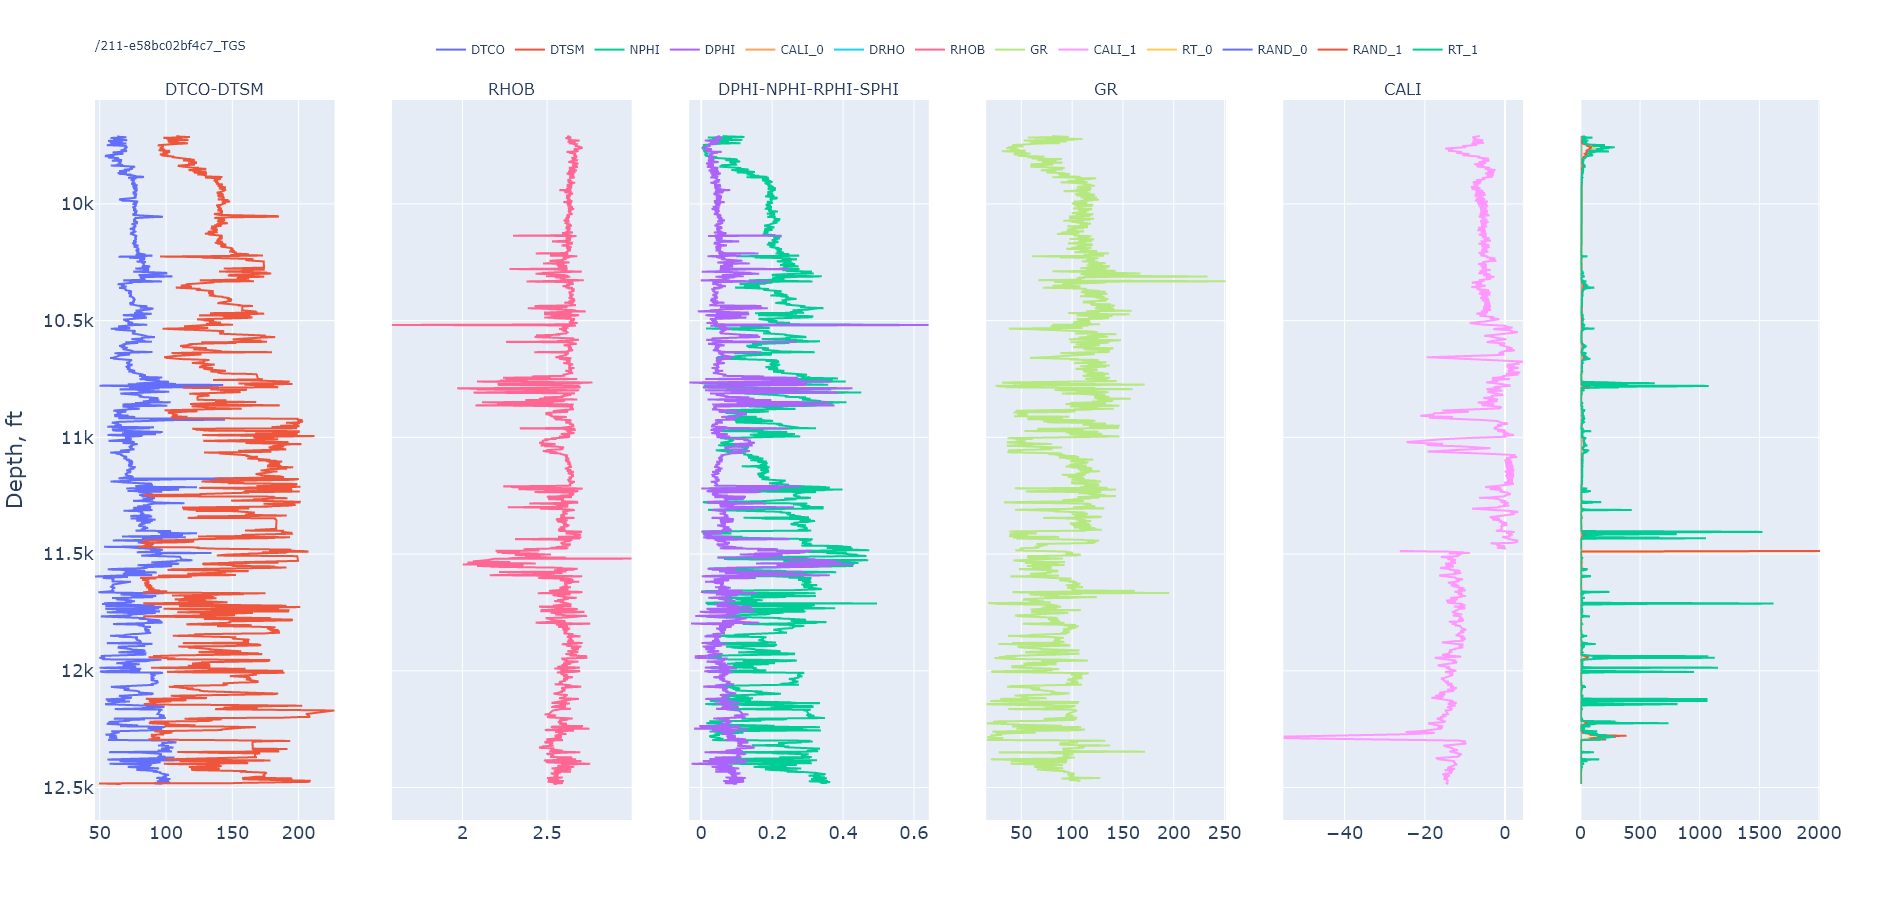 /211-e58bc02bf4c7_TGS
DTCO DTSM NPHI DPHI CALI_0 DRHO RHOB GR CALI_1 RT_0 RAND_0 RAND_1 RT_1
DTCO-DTSM RHOB DPHI-NPHI-RPHI-SPHI GR CALI
Depth, ft
10k
10.5k
11k
11.5k
12k
12.5k
50 100 150 200 2 2.5 0 0.2 0.4 0.6 50 100 150 200 250 −40 −20 0 0 500 1000 1500 2000